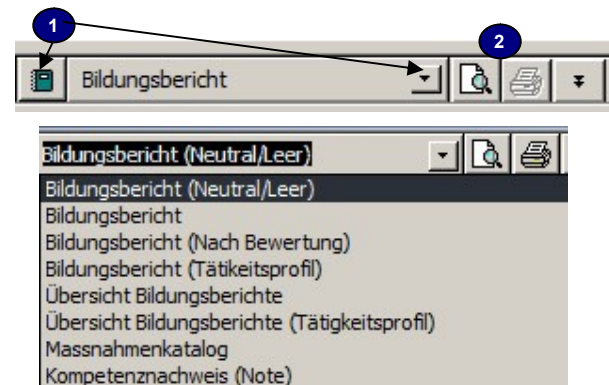 1
2
Bildungsbericht
Bildungsbericht (Neutral/Leer)
Bildungsbericht (Neutral/Leer)
Bildungsbericht
Bildungsbericht (Nach Bewertung)
Bildungsbericht (Tätikeitsprofil)
Übersicht Bildungsberichte
Übersicht Bildungsberichte (Tätigkeitsprofil)
Massnahmenkatalog
Kompetenznachweis (Note)